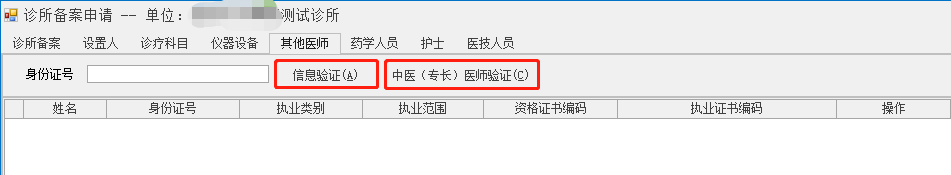 诊所备案申请 -- 单位：测试诊所
诊所备案 设置人 诊疗科目 仪器设备 其他医师 药学人员 护士 医技人员
身份证号 信息验证(A) 中医（专长）医师验证(C)
姓名 身份证号 执业类别 执业范围 资格证书编码 执业证书编码 操作